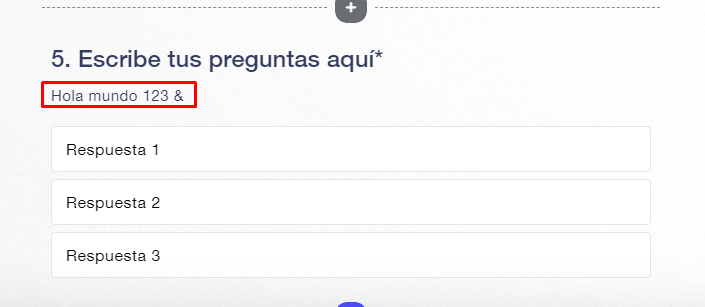 5. Escribe tus preguntas aquí*
Hola mundo 123 &
Respuesta 1
Respuesta 2
Respuesta 3